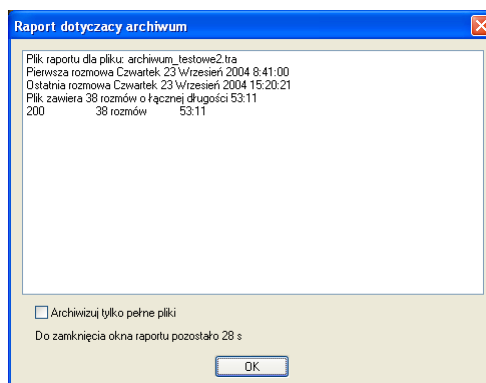 Raport dotyczacy archiwum
Plik raportu dla pliku: archiwum_testowe2.tra
Pierwsza rozmowa Czwartek 23 Wrzesień 2004 8:41:00
Ostatnia rozmowa Czwartek 23 Wrzesień 2004 15:20:21
Plik zawiera 38 rozmów o łącznej długości 53:11
200 38 rozmów 53:11
Archiwizuj tylko pełne pliki
Do zamknięcia okna raportu pozostało 28 s
OK